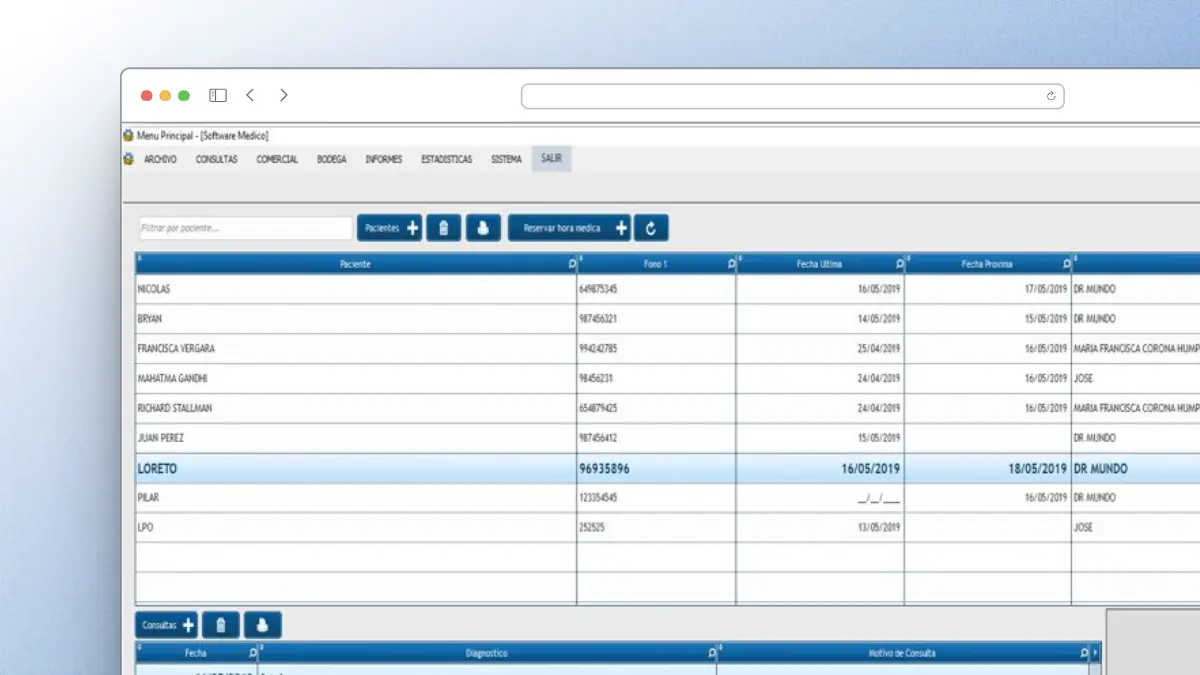 Menu Principal - [Software Medico]
ARCHIVO CONSULTAS COMERCIAL BODEGA INFORMES ESTADISTICAS SISTEMA SALIR
Filtrar por paciente... Pacientes Reservar hora medica
Paciente Fono 1 Fecha Ultima Fecha Proxima
NICOLAS 649875345 16/05/2019 17/05/2019 DR MUNDO
BRYAN 987456321 14/05/2019 15/05/2019 DR MUNDO
FRANCISCA VERGARA 994242785 25/04/2019 16/05/2019 MARIA FRANCISCA CORONA HUMP
MAHATMA GANDHI 98456231 24/04/2019 16/05/2019 JOSE
RICHARD STALLMAN 654879425 24/04/2019 16/05/2019 MARIA FRANCISCA CORONA HUMP
JUAN PEREZ 987456412 15/05/2019 DR MUNDO
LORETO 96935896 16/05/2019 18/05/2019 DR MUNDO
PILAR 123354545 __/__/____ 16/05/2019 DR MUNDO
LPO 252525 13/05/2019 JOSE
Consultas
Fecha Diagnostico Motivo de Consulta